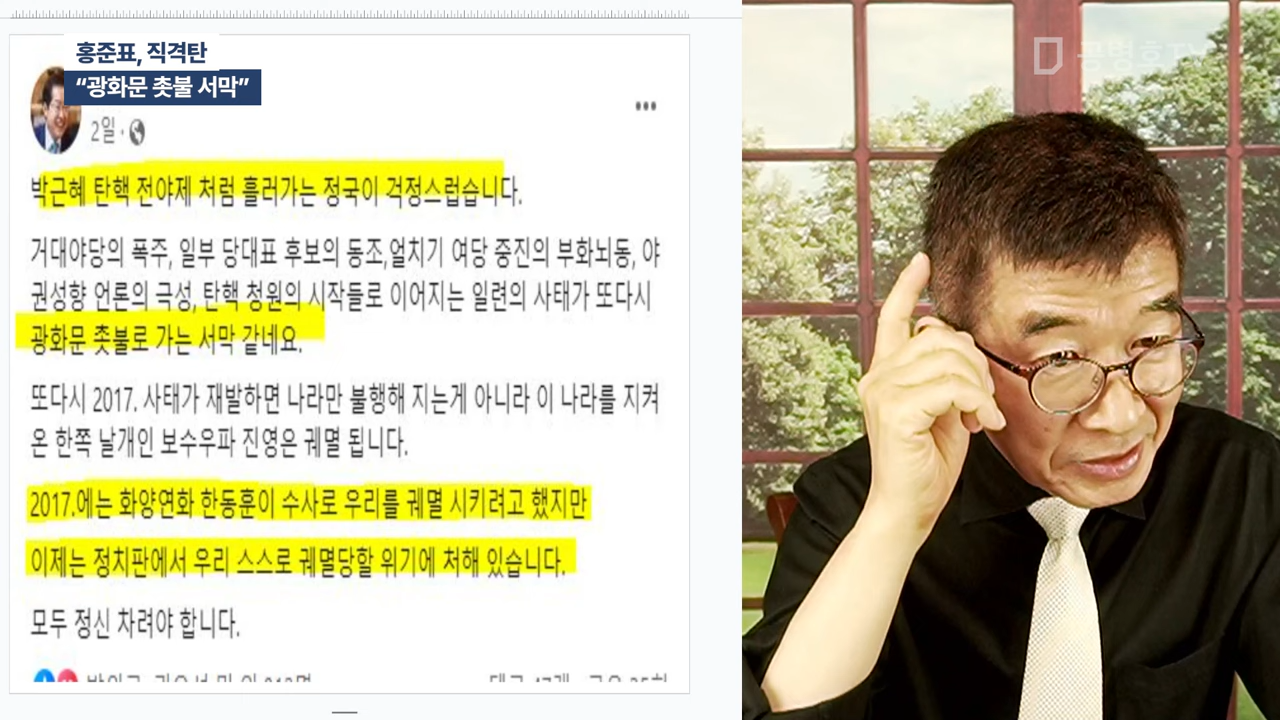 홍준표, 직격탄
“광화문 촛불 서막”
공병호TV
2일 ·
박근혜 탄핵 전야제 처럼 흘러가는 정국이 걱정스럽습니다.
거대야당의 폭주, 일부 당대표 후보의 동조,얼치기 여당 중진의 부화뇌동, 야
권성향 언론의 극성, 탄핵 청원의 시작들로 이어지는 일련의 사태가 또다시
광화문 촛불로 가는 서막 같네요.
또다시 2017. 사태가 재발하면 나라만 불행해 지는게 아니라 이 나라를 지켜
온 한쪽 날개인 보수우파 진영은 궤멸 됩니다.
2017.에는 화양연화 한동훈이 수사로 우리를 궤멸 시키려고 했지만
이제는 정치판에서 우리 스스로 궤멸당할 위기에 처해 있습니다.
모두 정신 차려야 합니다.